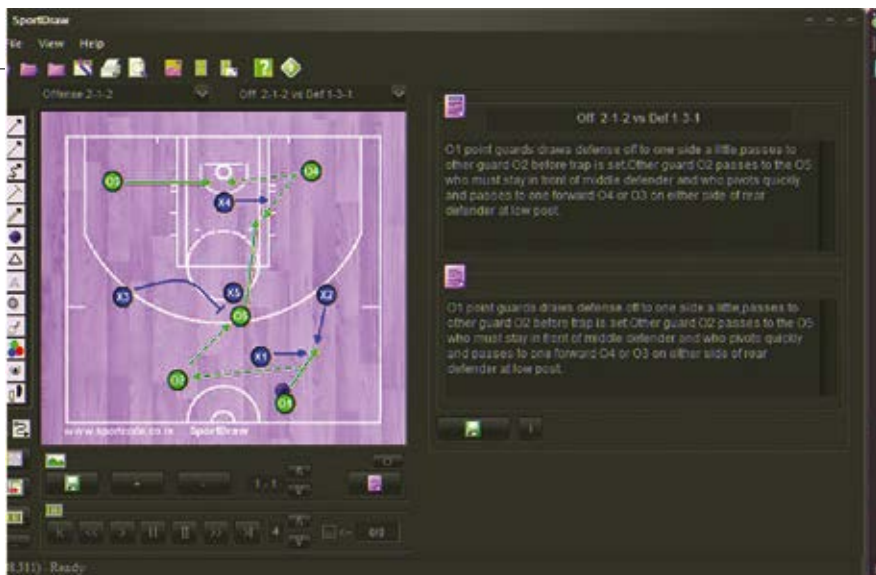 SportDraw
File View Help
Offense 2-1-2
Off 2-1-2 vs Def 1-3-1
O3
O4
X4
X3
X5
X2
O5
X1
O2
O1
www.sportcode.co.rs SportDraw
1 - 1
4
0/0
Off 2-1-2 vs Def 1-3-1
O1 point guards draws defense off to one side a little,passes to
other guard O2 before trap is set.Other guard O2 passes to the O5
who must stay in front of middle defender and who pivots quickly
and passes to one forward O4 or O3 on either side of rear
defender at low post.
O1 point guards draws defense off to one side a little,passes to
other guard O2 before trap is set.Other guard O2 passes to the O5
who must stay in front of middle defender and who pivots quickly
and passes to one forward O4 or O3 on either side of rear
defender at low post.
Ready